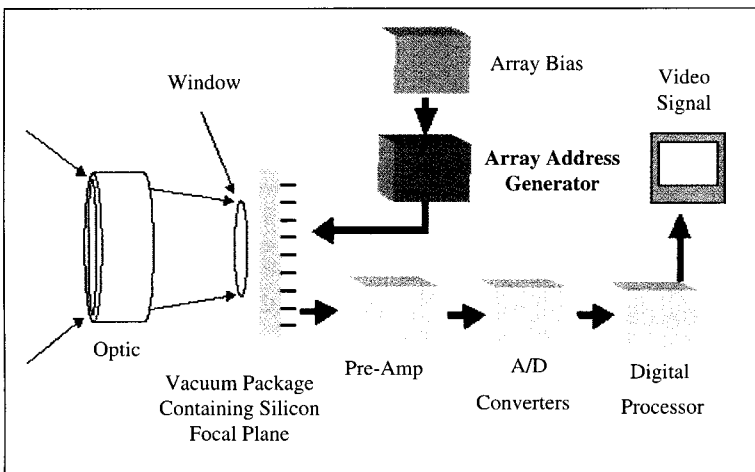 Array Bias
Video
Signal
Window
Array Address
Generator
Optic
Vacuum Package
Containing Silicon
Focal Plane
Pre-Amp
A/D
Converters
Digital
Processor